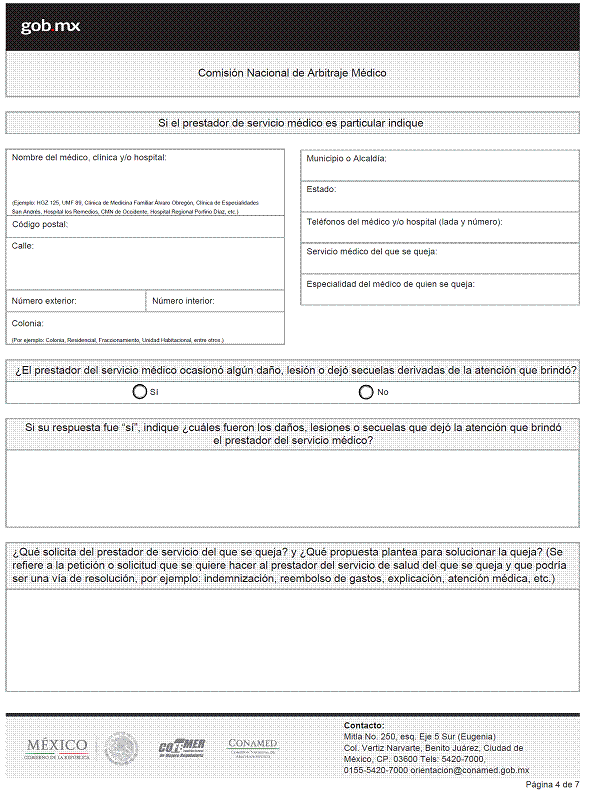 gob.mx
Comisión Nacional de Arbitraje Médico
Si el prestador de servicio médico es particular indique
Nombre del médico, clínica y/o hospital:
(Ejemplo: HGZ 125, UMF 89, Clínica de Medicina Familiar Álvaro Obregón, Clínica de Especialidades
San Andrés, Hospital los Remedios, CMN de Occidente, Hospital Regional Porfirio Díaz, etc.)
Código postal:
Calle:
Número exterior:
Número interior:
Colonia:
(Por ejemplo: Colonia, Residencial, Fraccionamiento, Unidad Habitacional, entre otros.)
Municipio o Alcaldía:
Estado:
Teléfonos del médico y/o hospital (lada y número):
Servicio médico del que se queja:
Especialidad del médico de quien se queja:
¿El prestador del servicio médico ocasionó algún daño, lesión o dejó secuelas derivadas de la atención que brindó?
Sí
No
Si su respuesta fue “sí”, indique ¿cuáles fueron los daños, lesiones o secuelas que dejó la atención que brindó
el prestador del servicio médico?
¿Qué solicita del prestador de servicio del que se queja? y ¿Qué propuesta plantea para solucionar la queja? (Se
refiere a la petición o solicitud que se quiere hacer al prestador del servicio de salud del que se queja y que podría
ser una vía de resolución, por ejemplo: indemnización, reembolso de gastos, explicación, atención médica, etc.)
MÉXICO
GOBIERNO DE LA REPÚBLICA
COFEMER
CONAMED
Contacto:
Mitla No. 250, esq. Eje 5 Sur (Eugenia)
Col. Vertiz Narvarte, Benito Juárez, Ciudad de
México, CP. 03600 Tels: 5420-7000,
0155-5420-7000 orientacion@conamed.gob.mx
Página 4 de 7